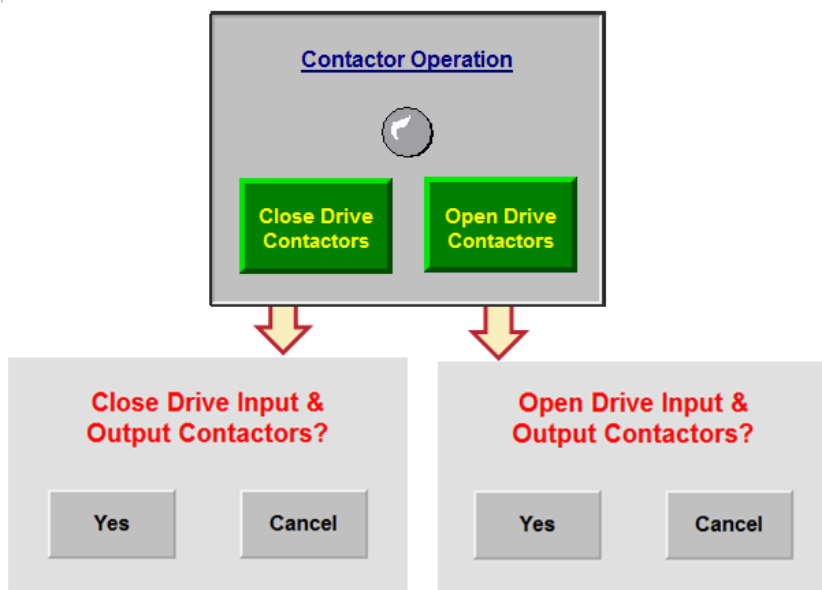 Contactor Operation
Close Drive
Contactors
Open Drive
Contactors
Close Drive Input &
Output Contactors?
Yes
Cancel
Open Drive Input &
Output Contactors?
Yes
Cancel